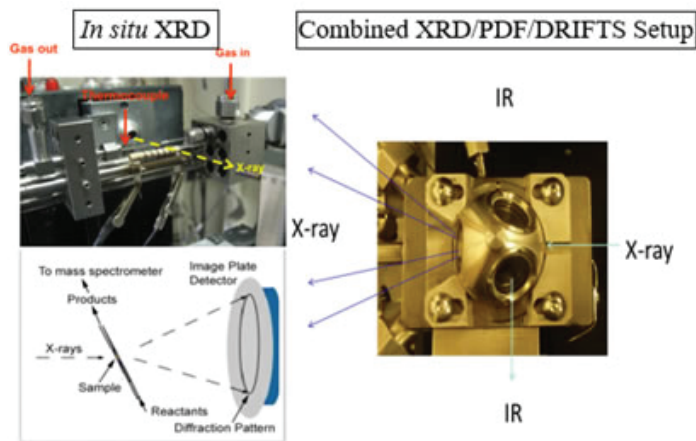 In situ XRD
Combined XRD/PDF/DRIFTS Setup
Gas out
Gas in
Thermocouple
X-ray
To mass spectrometer
Products
X-rays
Sample
Reactants
Image Plate
Detector
Diffraction Pattern
IR
X-ray
X-ray
IR